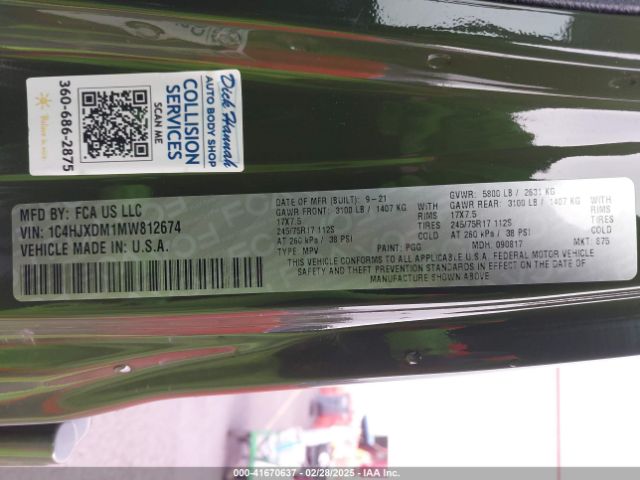 Dick Hannah
AUTO BODY SHOP
COLLISION
SERVICES
SCAN ME
360-686-2875
Believe in nice
MFD BY: FCA US LLC
VIN: 1C4HJXDM1MW812674
VEHICLE MADE IN: U.S.A.
DATE OF MFR (BUILT): 9-21
GVWR: 5800 LB / 2631 KG
GAWR FRONT: 3100 LB / 1407 KG WITH
GAWR REAR: 3100 LB / 1407 KG WITH
17X7.5 RIMS
17X7.5 RIMS
245/75R17 112S TIRES
245/75R17 112S TIRES
AT 260 kPa / 38 PSI COLD
AT 260 kPa / 38 PSI COLD
TYPE: MPV PAINT: PGG MDH: 090817 MKT: 875
THIS VEHICLE CONFORMS TO ALL APPLICABLE U.S.A. FEDERAL MOTOR VEHICLE
SAFETY AND THEFT PREVENTION STANDARDS IN EFFECT ON THE DATE OF
MANUFACTURE SHOWN ABOVE.
000-41670637 - 02/28/2025 - IAA Inc.